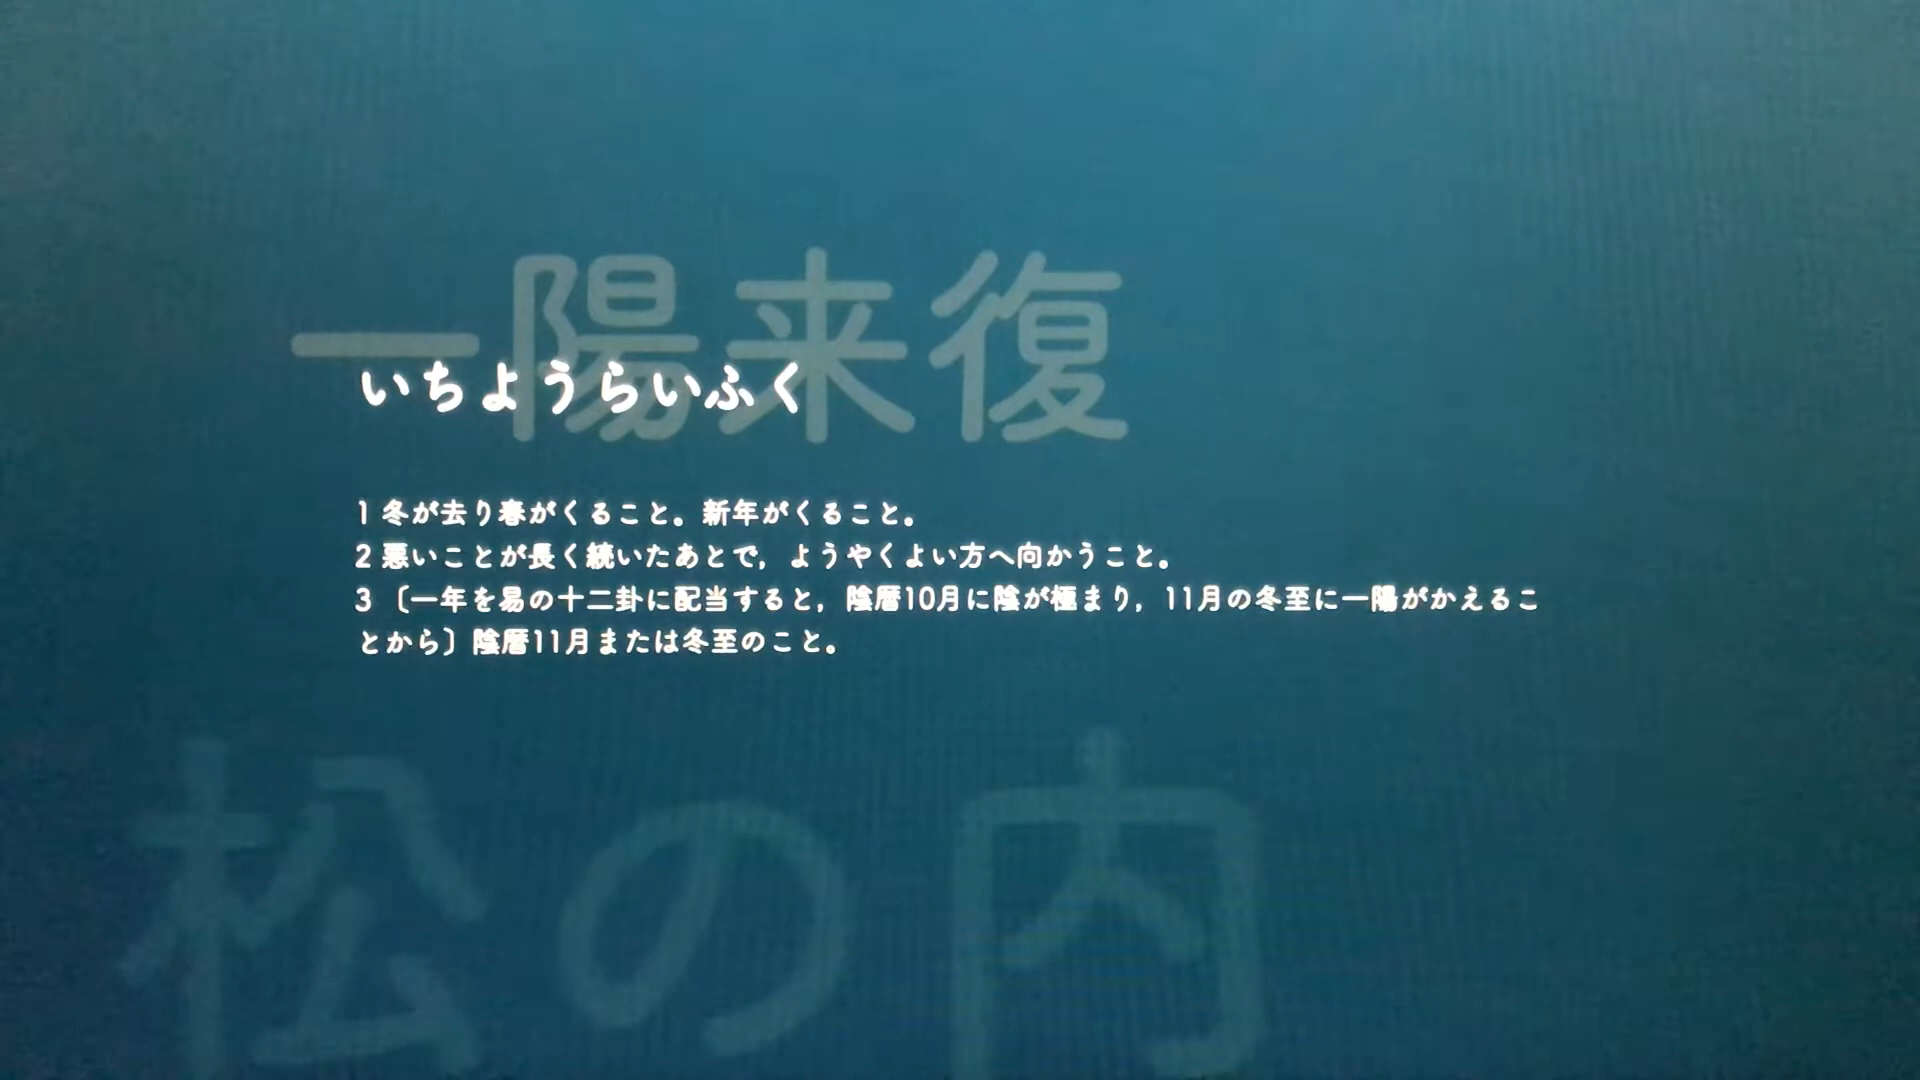 一陽来復
いちようらいふく
1 冬が去り春がくること。新年がくること。
2 悪いことが長く続いたあとで，ようやくよい方へ向かうこと。
3 〔一年を易の十二卦に配当すると，陰暦10月に陰が極まり，11月の冬至に一陽がかえるこ
とから〕陰暦11月または冬至のこと。
松の内